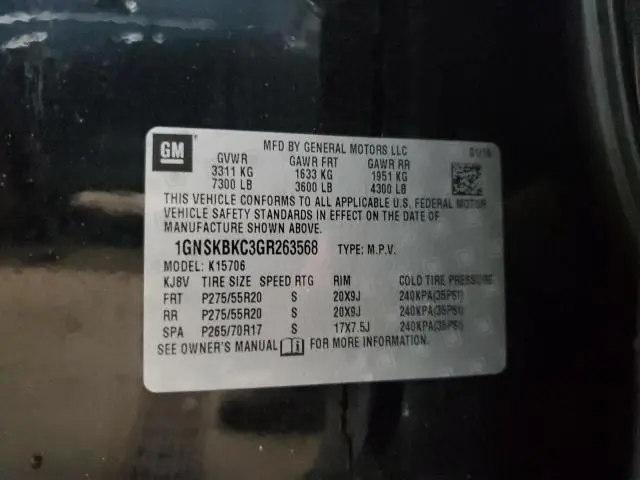 GM
MFD BY GENERAL MOTORS LLC
GVWR GAWR FRT GAWR RR
3311 KG 1633 KG 1951 KG
7300 LB 3600 LB 4300 LB
THIS VEHICLE CONFORMS TO ALL APPLICABLE U.S. FEDERAL MOTOR
VEHICLE SAFETY STANDARDS IN EFFECT ON THE DATE OF
MANUFACTURE SHOWN ABOVE.
1GNSKBKC3GR263568 TYPE: M.P.V.
MODEL: K15706
KJ8V TIRE SIZE SPEED RTG RIM COLD TIRE PRESSURE
FRT P275/55R20 S 20X9J 240KPA(35PSI)
RR P275/55R20 S 20X9J 240KPA(35PSI)
SPA P265/70R17 S 17X7.5J 240KPA(35PSI)
SEE OWNER'S MANUAL FOR MORE INFORMATION.